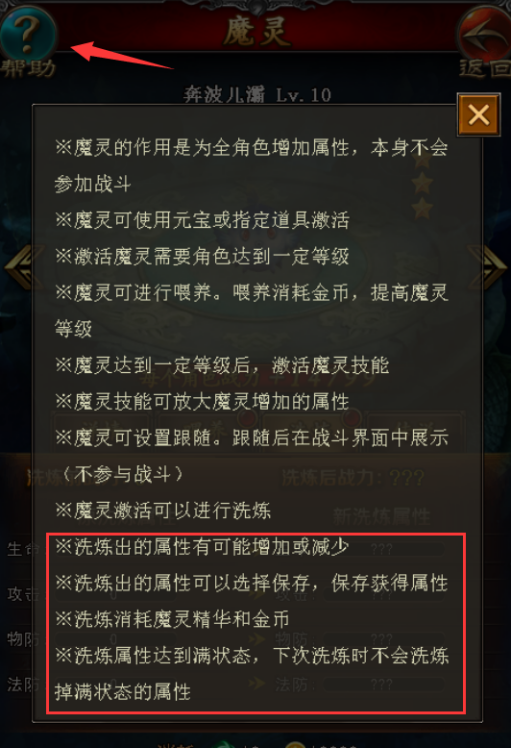 魔灵
帮助
返回
奔波儿灞 Lv.10
※魔灵的作用是为全角色增加属性，本身不会
参加战斗
※魔灵可使用元宝或指定道具激活
※激活魔灵需要角色达到一定等级
※魔灵可进行喂养。喂养消耗金币，提高魔灵
等级
※魔灵达到一定等级后，激活魔灵技能
※魔灵技能可放大魔灵增加的属性
※魔灵可设置跟随。跟随后在战斗界面中展示
（不参与战斗）
※魔灵激活可以进行洗炼
※洗炼出的属性有可能增加或减少
※洗炼出的属性可以选择保存，保存获得属性
※洗炼消耗魔灵精华和金币
※洗炼属性达到满状态，下次洗炼时不会洗炼
掉满状态的属性
洗炼后战力：???
新洗炼属性
生命
???
攻击
物防
0
物防
???
法防
0
法防
???